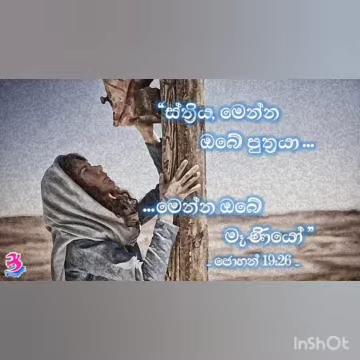 “ස්ත්‍රිය, මෙන්න
ඔබේ පුත්‍රයා ...
... මෙන්න ඔබේ
මෑණියෝ”
_ ජොහන් 19:26 _
InShOt